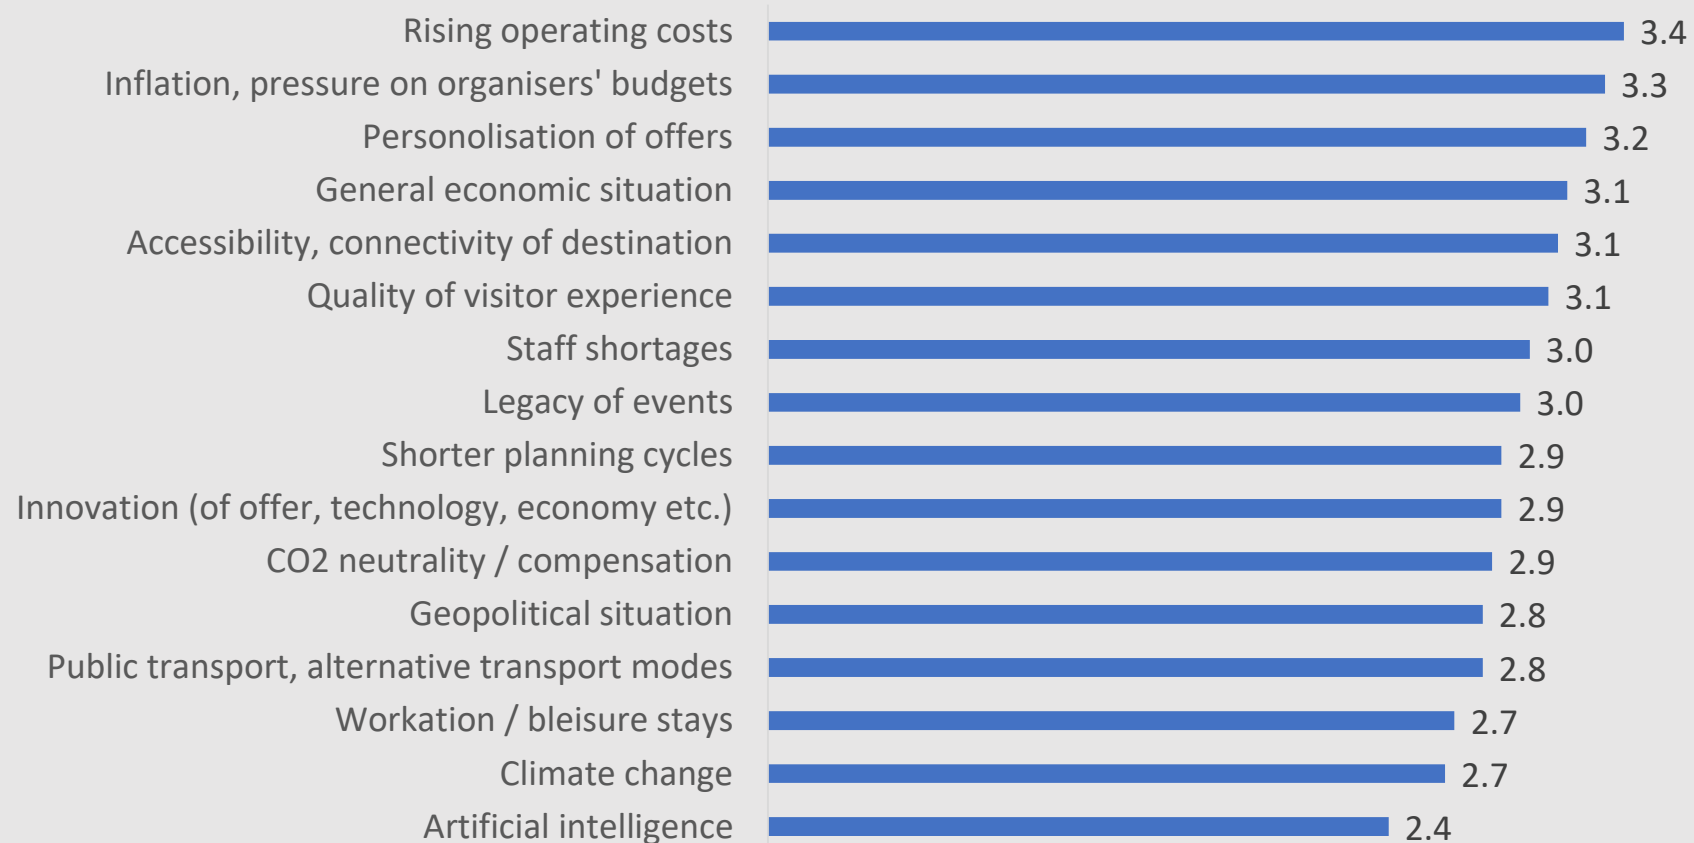 Rising operating costs 3.4
Inflation, pressure on organisers' budgets 3.3
Personolisation of offers 3.2
General economic situation 3.1
Accessibility, connectivity of destination 3.1
Quality of visitor experience 3.1
Staff shortages 3.0
Legacy of events 3.0
Shorter planning cycles 2.9
Innovation (of offer, technology, economy etc.) 2.9
CO2 neutrality / compensation 2.9
Geopolitical situation 2.8
Public transport, alternative transport modes 2.8
Workation / bleisure stays 2.7
Climate change 2.7
Artificial intelligence 2.4